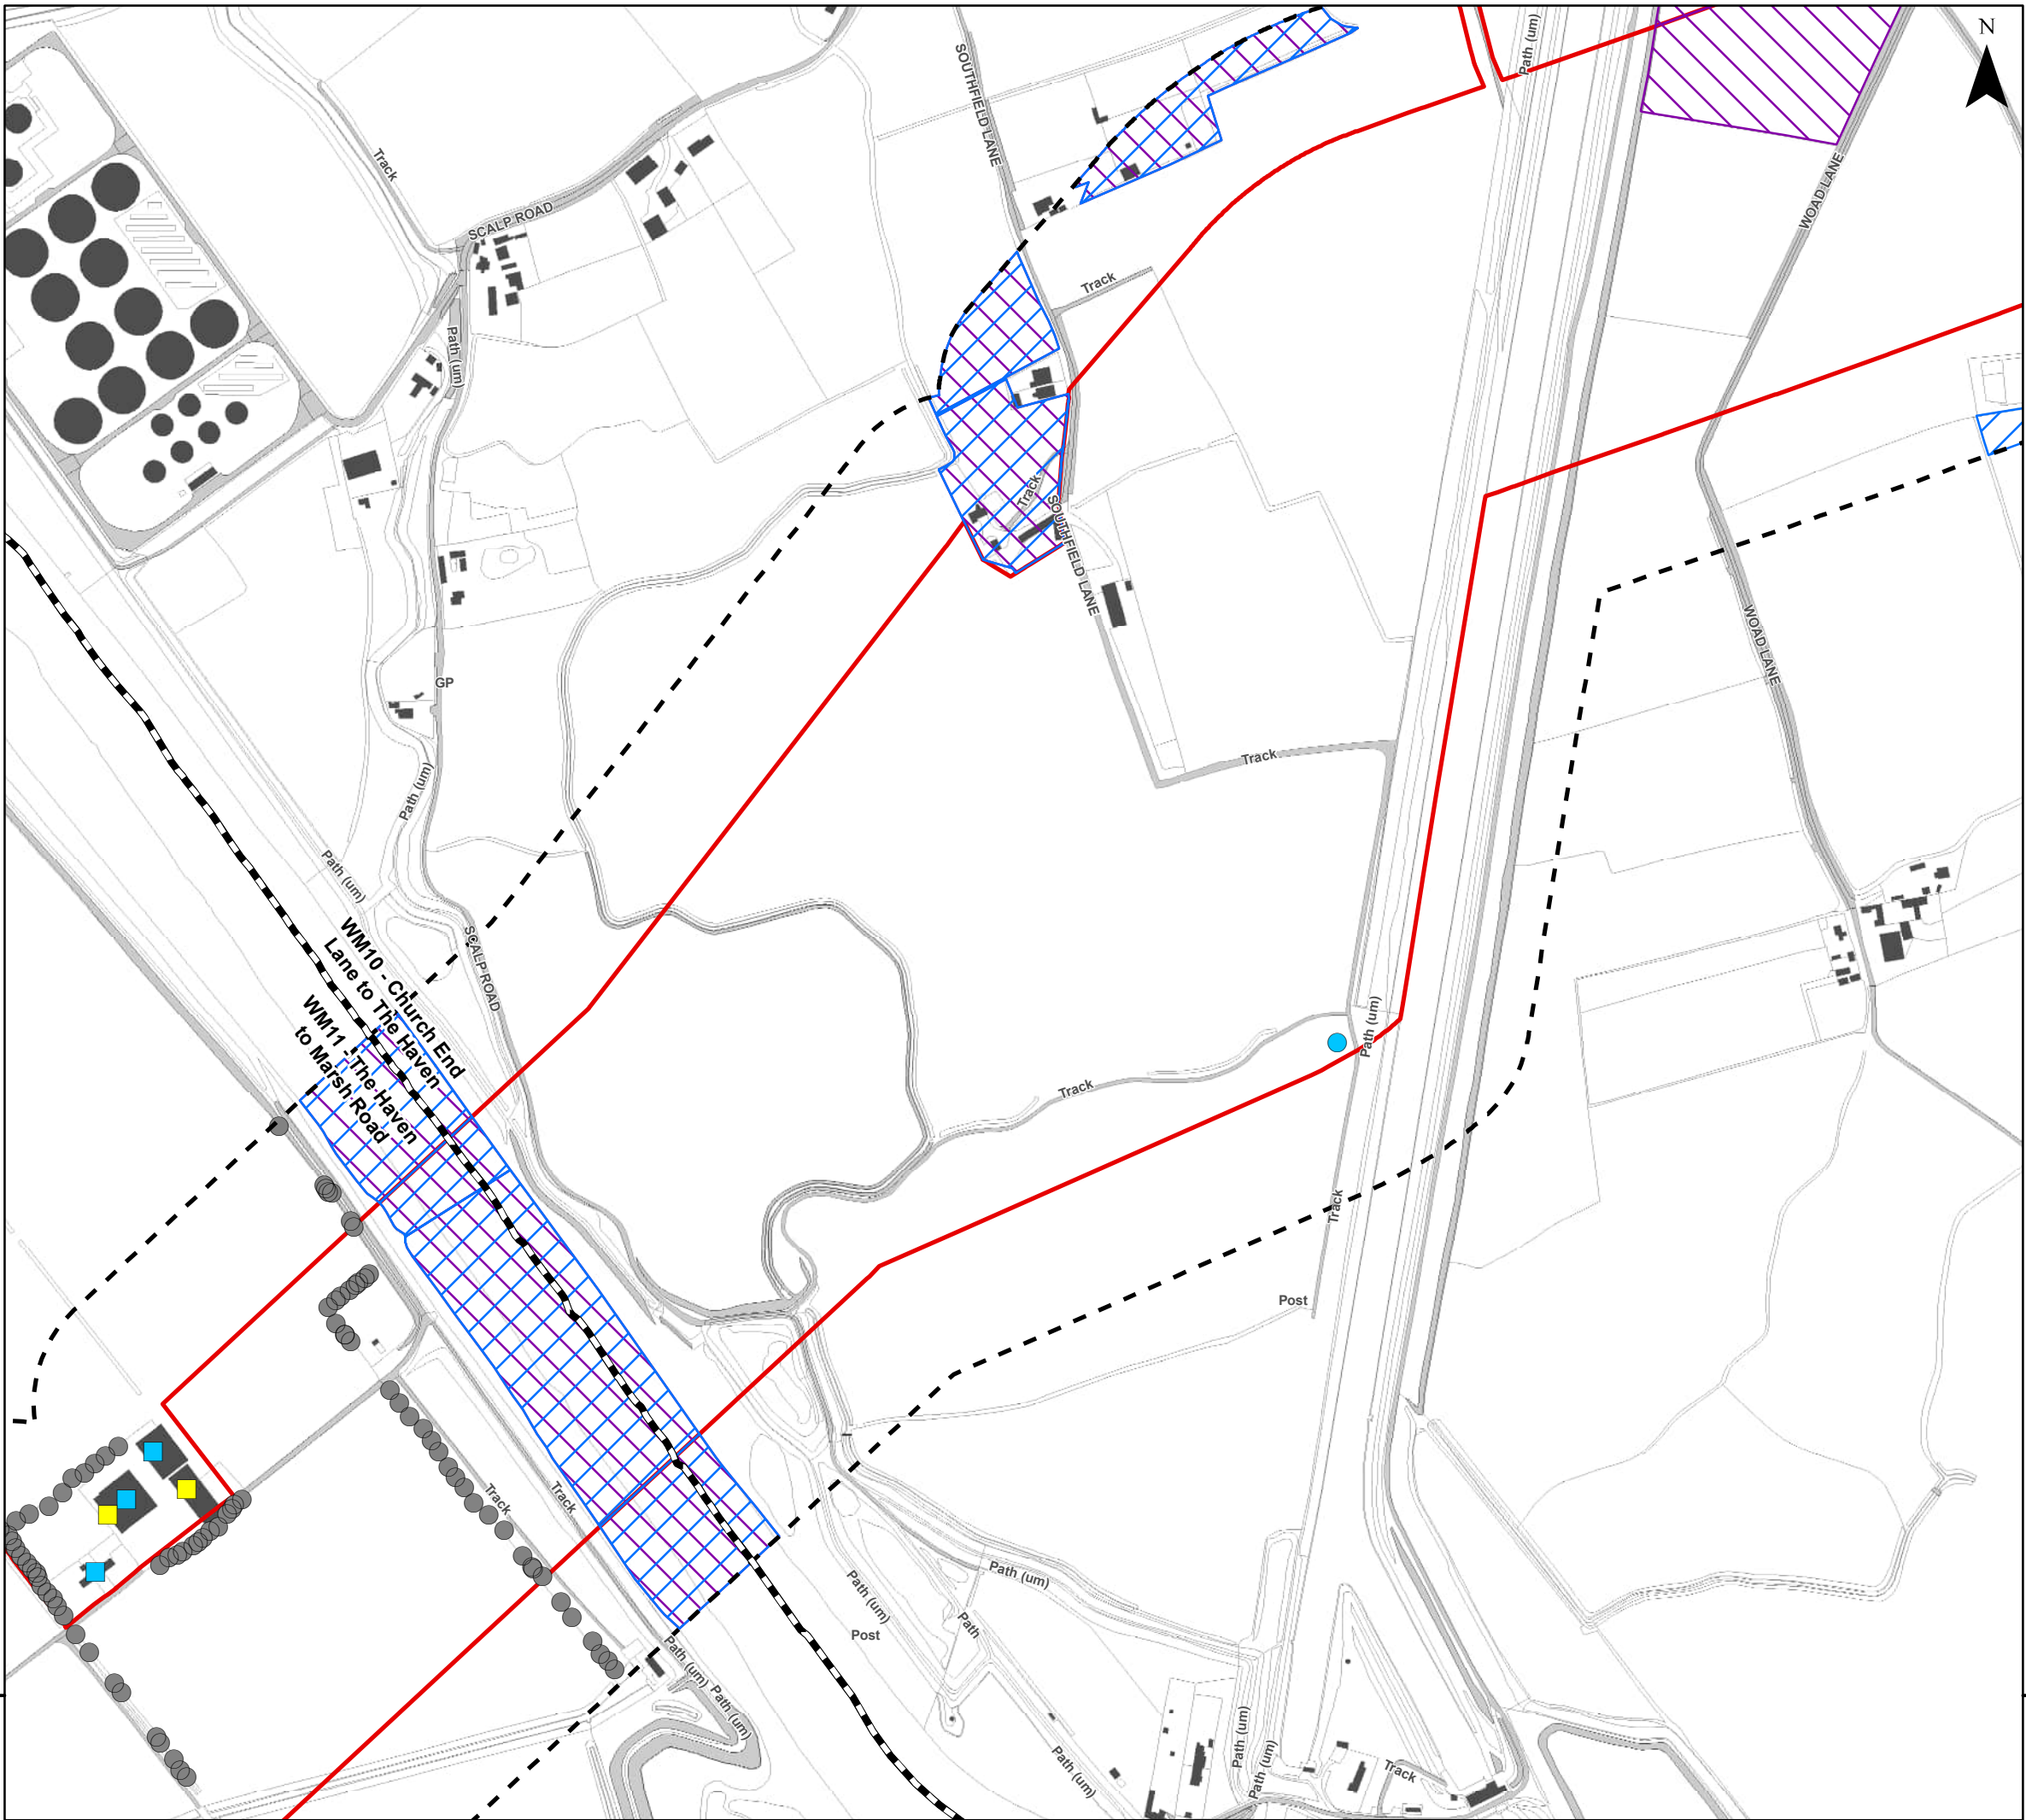 N
Path (um)
SOUTHFIELD LANE
Track
WOAD LANE
SCALP ROAD
Track
Path (um)
Track
SOUTHFIELD LANE
WOAD LANE
GP
Track
Path (um)
Path (um)
SCALP ROAD
WM10 - Church End
Lane to The Haven
WM11 - The Haven
to Marsh Road
Path (um)
Track
Track
Post
Track
Track
Path (um)
Path (um)
Path
Post
Path (um)
Path (um)
Path (um)
Path (um)
Path (um)
Track